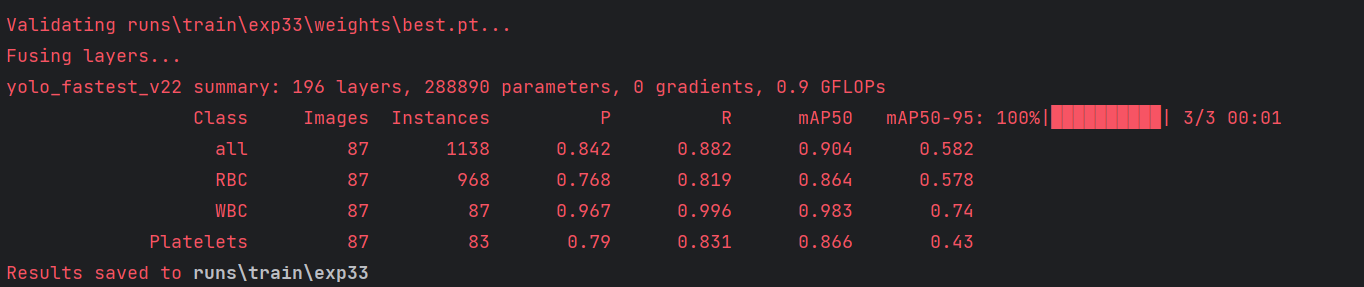 Validating runs\train\exp33\weights\best.pt...
Fusing layers...
yolo_fastest_v22 summary: 196 layers, 288890 parameters, 0 gradients, 0.9 GFLOPs
Class Images Instances P R mAP50 mAP50-95: 100%|██████████| 3/3 00:01
all 87 1138 0.842 0.882 0.904 0.582
RBC 87 968 0.768 0.819 0.864 0.578
WBC 87 87 0.967 0.996 0.983 0.74
Platelets 87 83 0.79 0.831 0.866 0.43
Results saved to runs\train\exp33